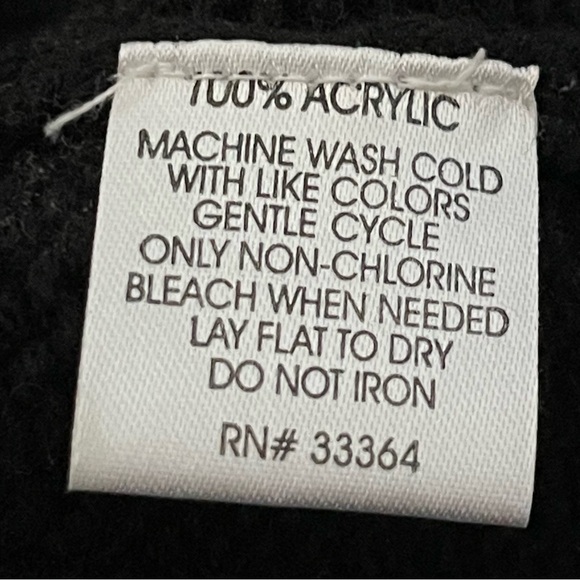 100% ACRYLIC
MACHINE WASH COLD
WITH LIKE COLORS
GENTLE CYCLE
ONLY NON-CHLORINE
BLEACH WHEN NEEDED
LAY FLAT TO DRY
DO NOT IRON
RN# 33364